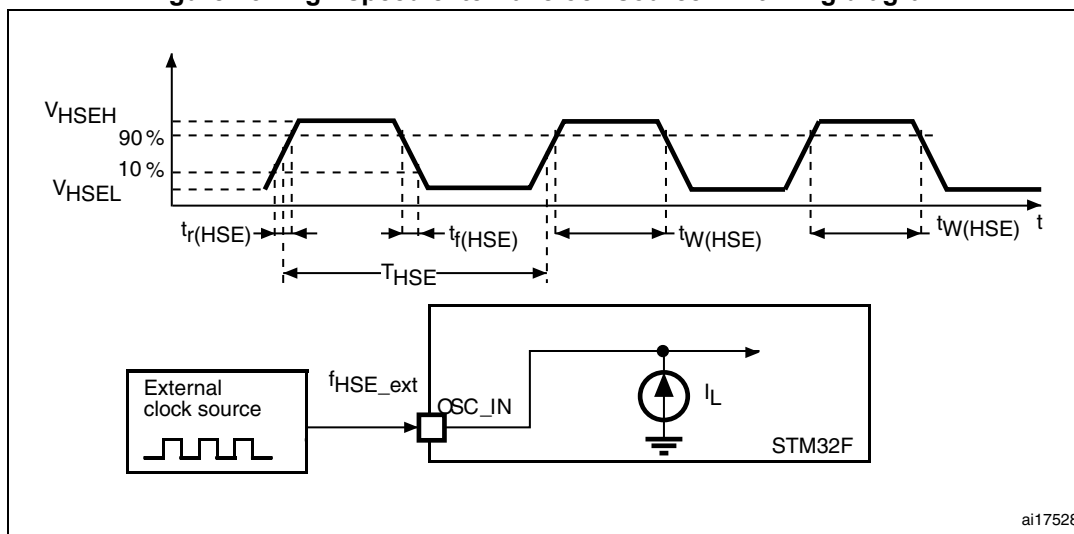 VHSEH
90 %
10 %
VHSEL
tr(HSE)
tf(HSE)
tW(HSE)
tW(HSE)
t
THSE
External
clock source
fHSE_ext
OSC_IN
IL
STM32F
ai17528